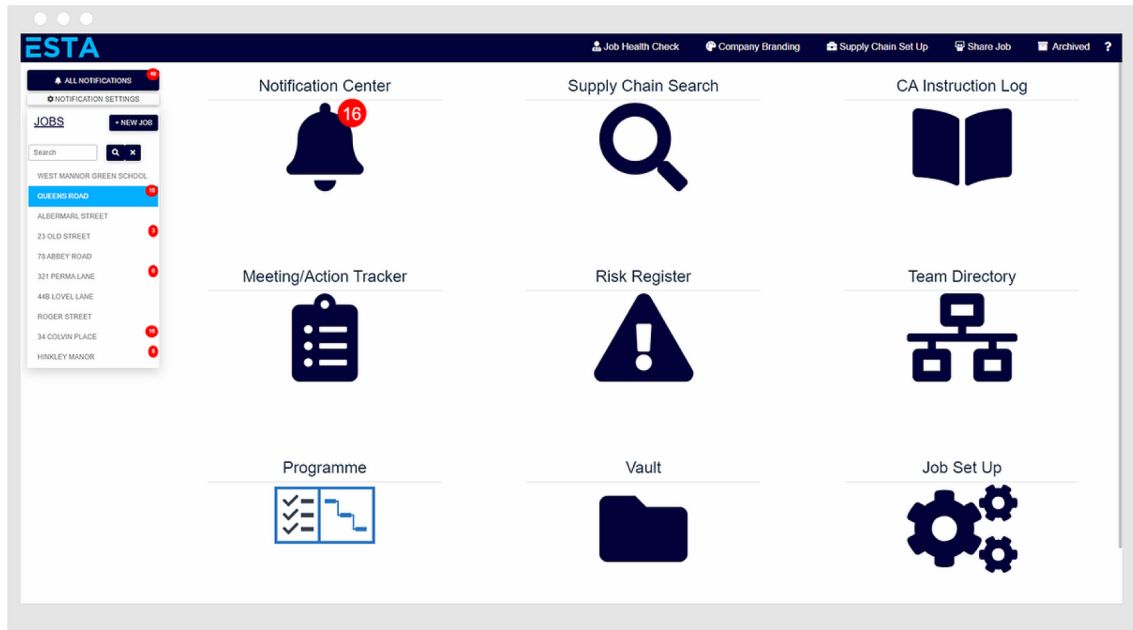 ESTA
Job Health Check
Company Branding
Supply Chain Set Up
Share Job
Archived
?
ALL NOTIFICATIONS
NOTIFICATION SETTINGS
JOBS
+ NEW JOB
Search
WEST MANNOR GREEN SCHOOL
QUEENS ROAD
ALBERMARL STREET
23 OLD STREET
3
78 ABBEY ROAD
321 PERMA LANE
44B LOVEL LANE
ROGER STREET
34 COLVIN PLACE
HINKLEY MANOR
Notification Center
16
Supply Chain Search
CA Instruction Log
Meeting/Action Tracker
Risk Register
Team Directory
Programme
Vault
Job Set Up